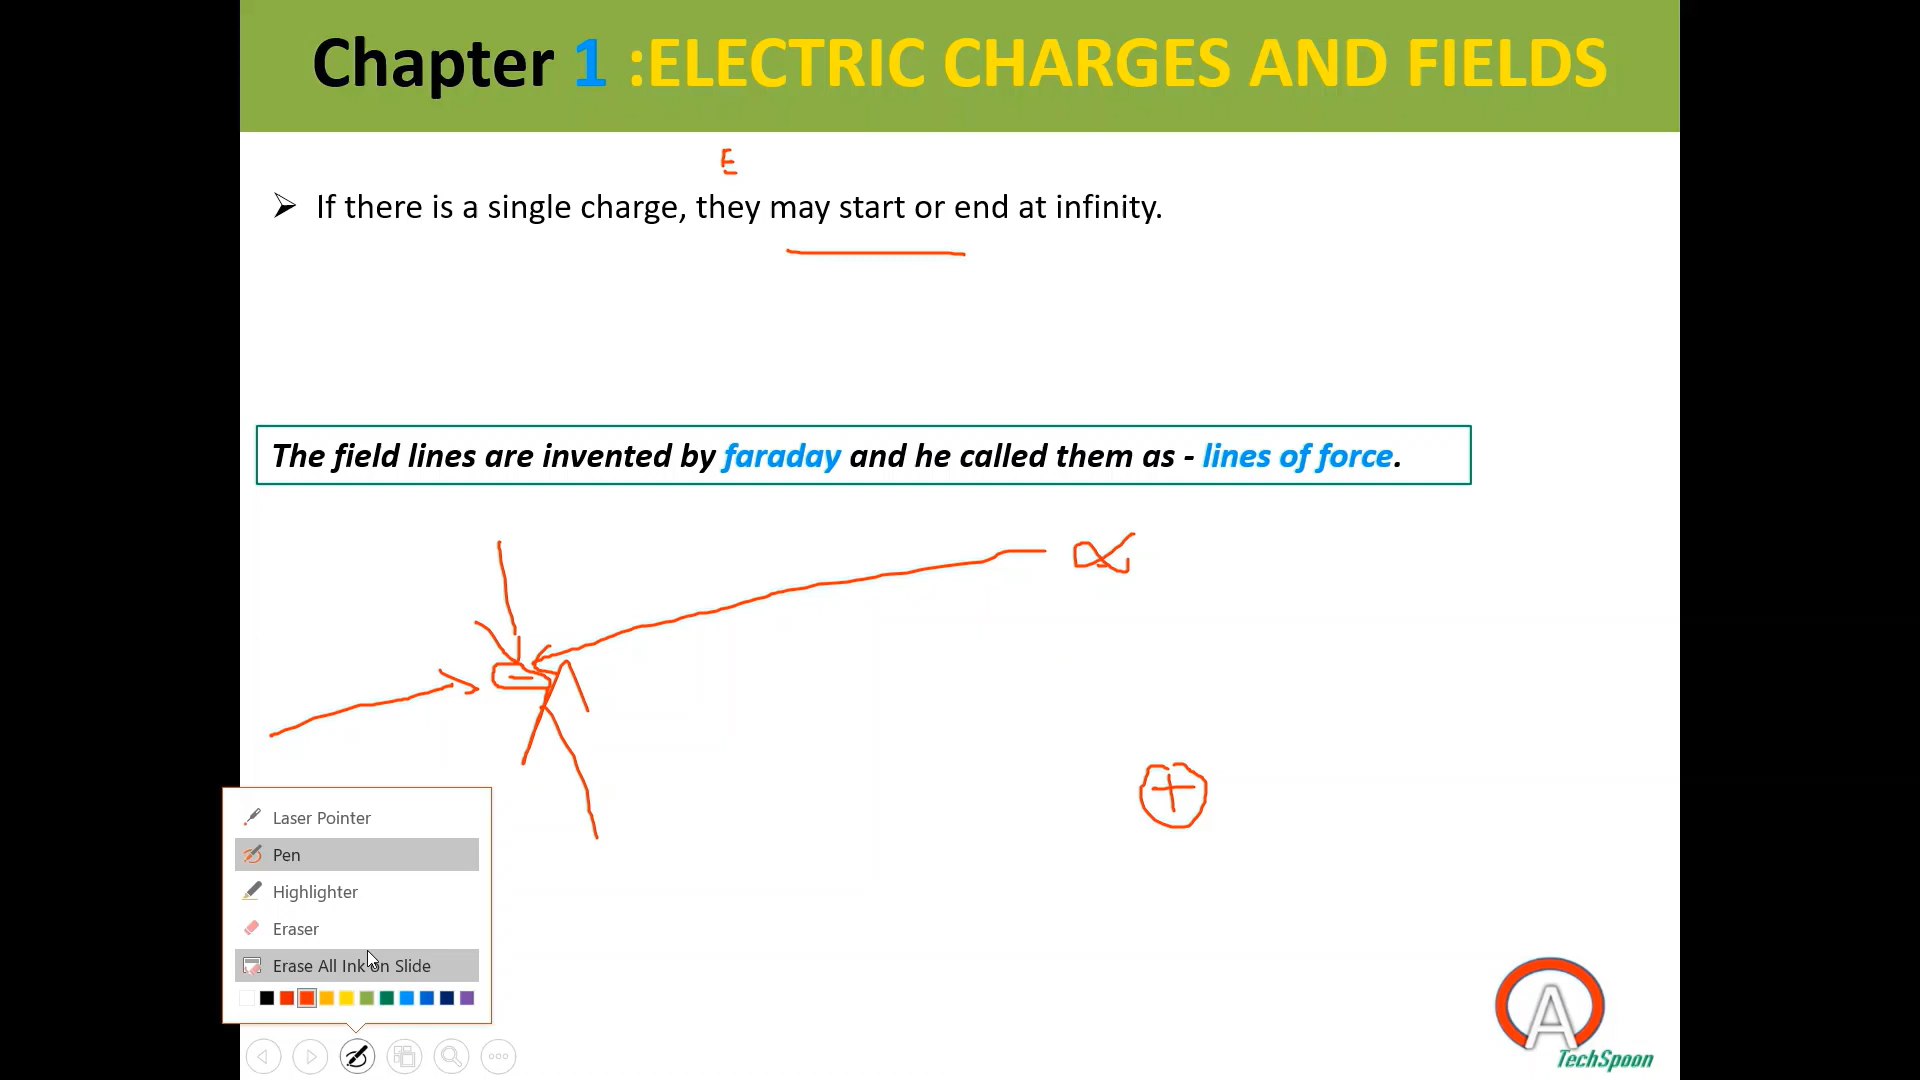 Chapter 1 :ELECTRIC CHARGES AND FIELDS
E
If there is a single charge, they may start or end at infinity.
The field lines are invented by faraday and he called them as - lines of force.
∝
−
+
Laser Pointer
Pen
Highlighter
Eraser
Erase All Ink on Slide
A
TechSpoon